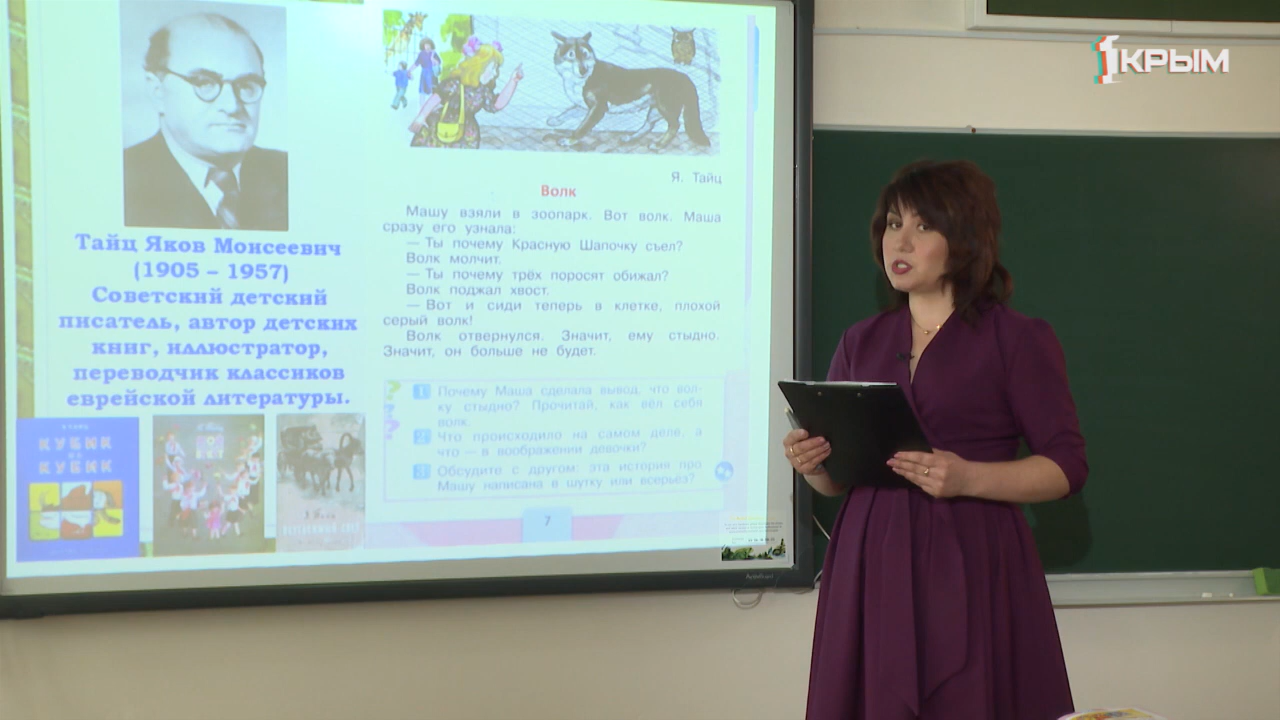 1КРЫМ
Тайц Яков Моисеевич
(1905 – 1957)
Советский детский
писатель, автор детских
книг, иллюстратор,
переводчик классиков
еврейской литературы.
КУБИК
НА
КУБИК
Я. Тайц
Волк
Машу взяли в зоопарк. Вот волк. Маша
сразу его узнала:
— Ты почему Красную Шапочку съел?
Волк молчит.
— Ты почему трёх поросят обижал?
Волк поджал хвост.
— Вот и сиди теперь в клетке, плохой
серый волк!
Волк отвернулся. Значит, ему стыдно.
Значит, он больше не будет.
1 Почему Маша сделала вывод, что вол-
ку стыдно? Прочитай, как вёл себя
волк.
2 Что происходило на самом деле, а
что — в воображении девочки?
3 Обсудите с другом: эта история про
Машу написана в шутку или всерьёз?
7